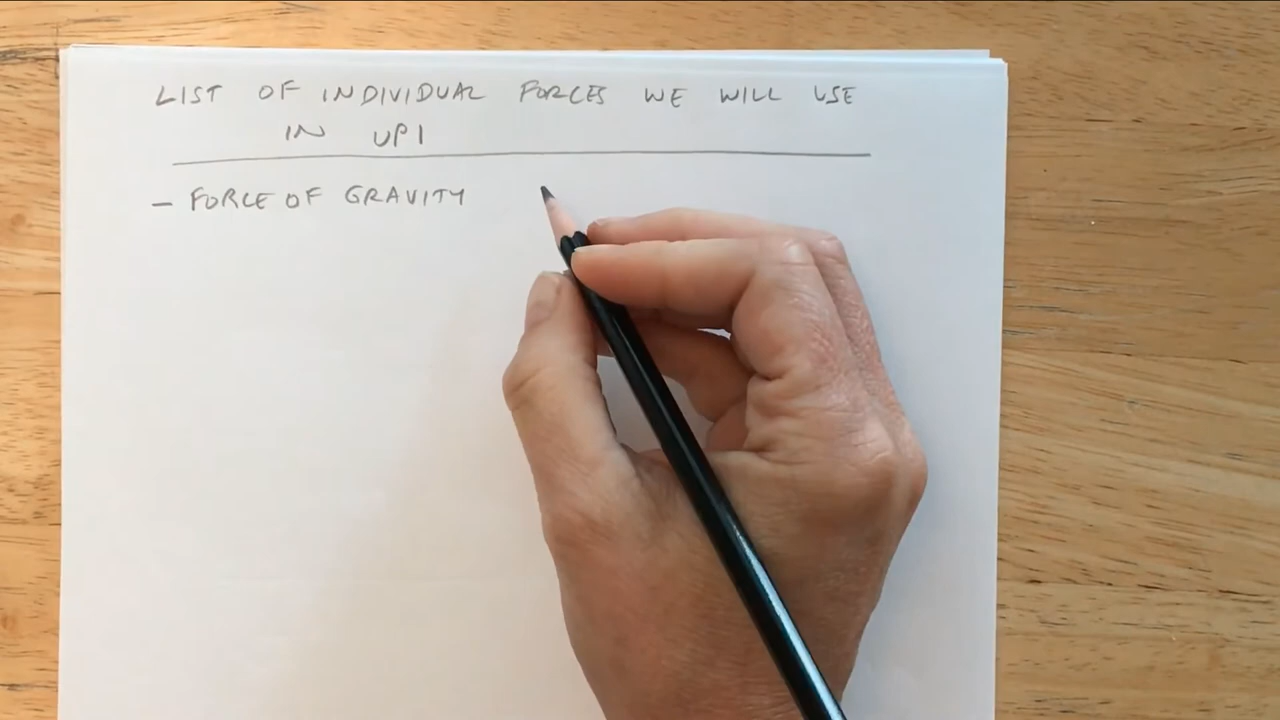 LIST OF INDIVIDUAL FORCES WE WILL USE
IN UP1
- FORCE OF GRAVITY